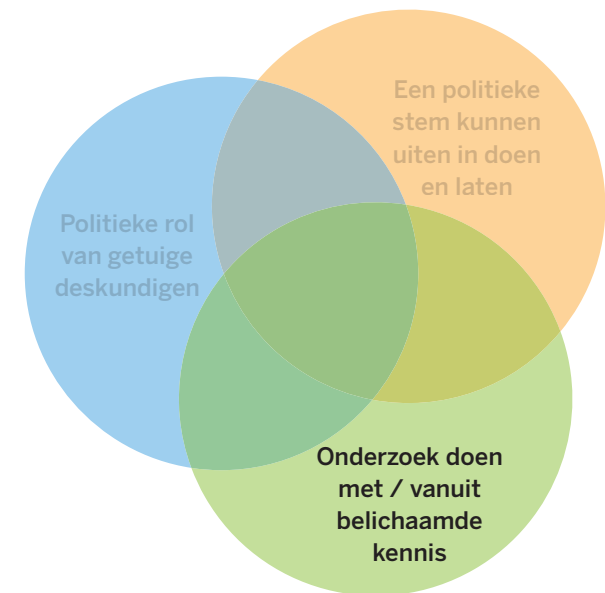 Een politieke
stem kunnen
uiten in doen
en laten
Politieke rol
van getuige
deskundigen
Onderzoek doen
met / vanuit
belichaamde
kennis